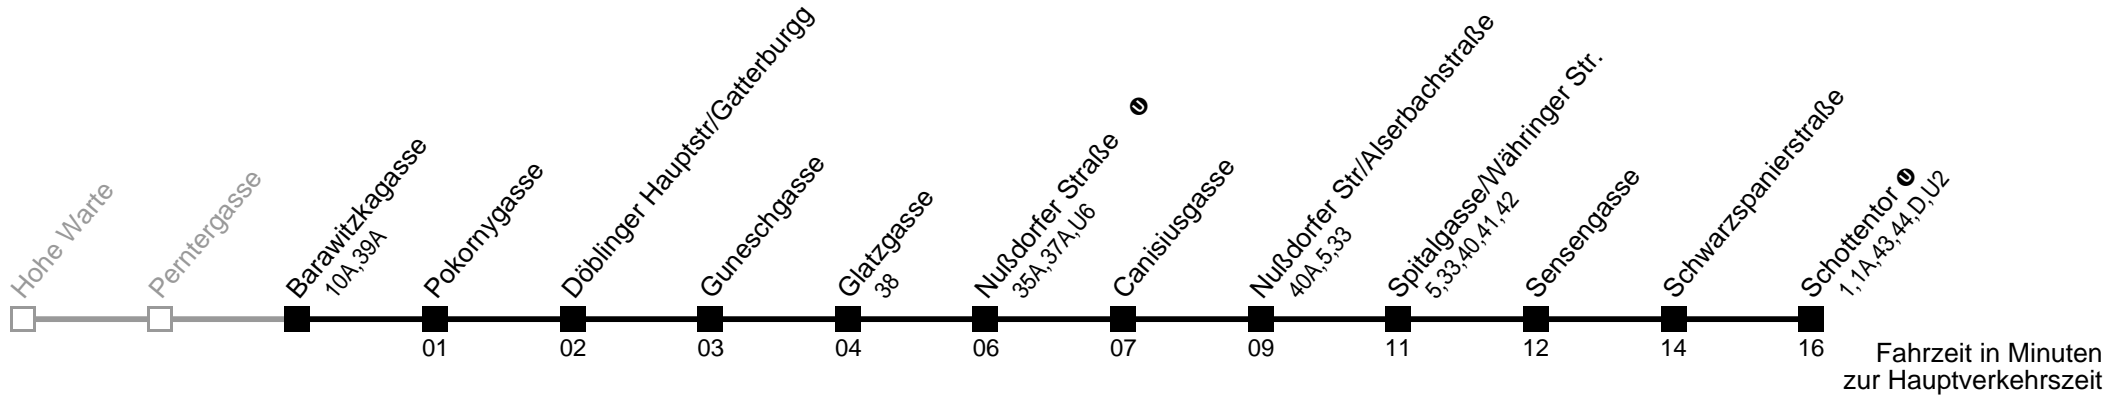 Hohe Warte
Perntergasse
Barawitzkagasse
10A,39A
Pokornygasse
Döblinger Hauptstr/Gatterburgg
Guneschgasse
Glatzgasse
38
Nußdorfer Straße U
35A,37A,U6
Canisiusgasse
Nußdorfer Str/Alserbachstraße
40A,5,33
Spitalgasse/Währinger Str.
5,33,40,41,42
Sensengasse
Schwarzspanierstraße
Schottentor U
1,1A,43,44,D,U2
01 02 03 04 06 07 09 11 12 14 16
Fahrzeit in Minuten
zur Hauptverkehrszeit